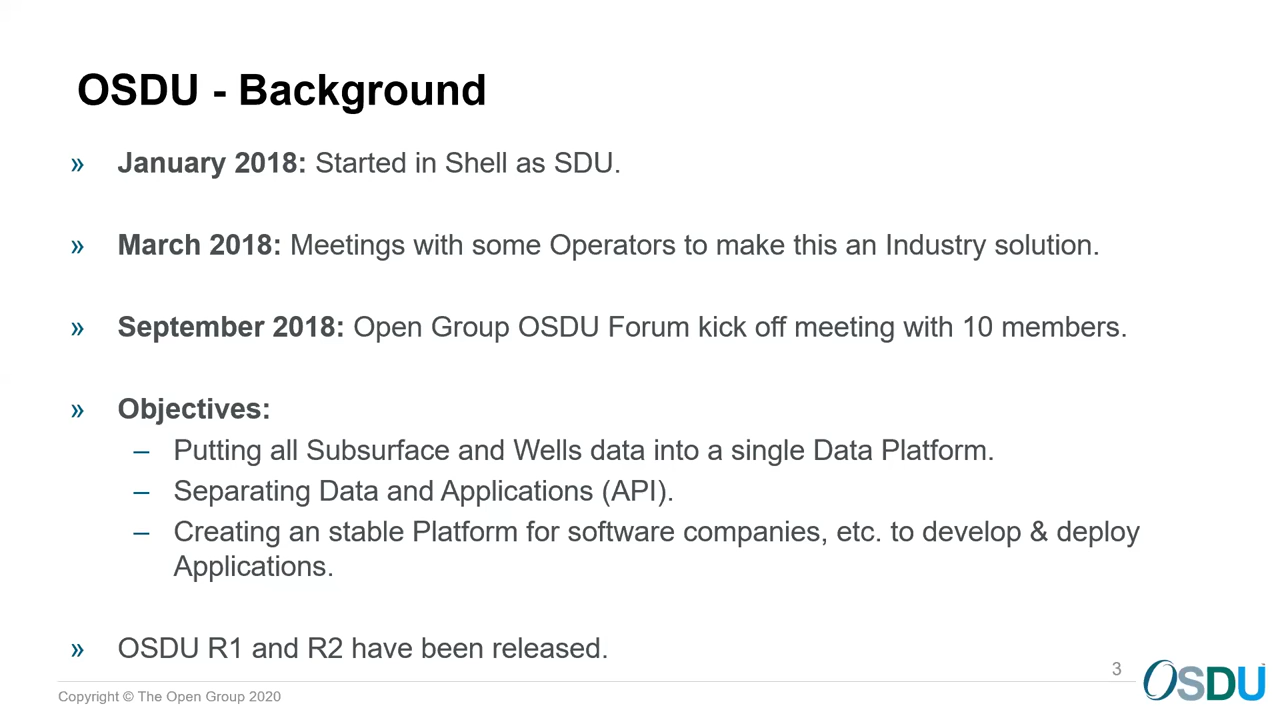 OSDU - Background
» January 2018: Started in Shell as SDU.
» March 2018: Meetings with some Operators to make this an Industry solution.
» September 2018: Open Group OSDU Forum kick off meeting with 10 members.
» Objectives:
– Putting all Subsurface and Wells data into a single Data Platform.
– Separating Data and Applications (API).
– Creating an stable Platform for software companies, etc. to develop & deploy
Applications.
» OSDU R1 and R2 have been released.
3
Copyright © The Open Group 2020
OSDU